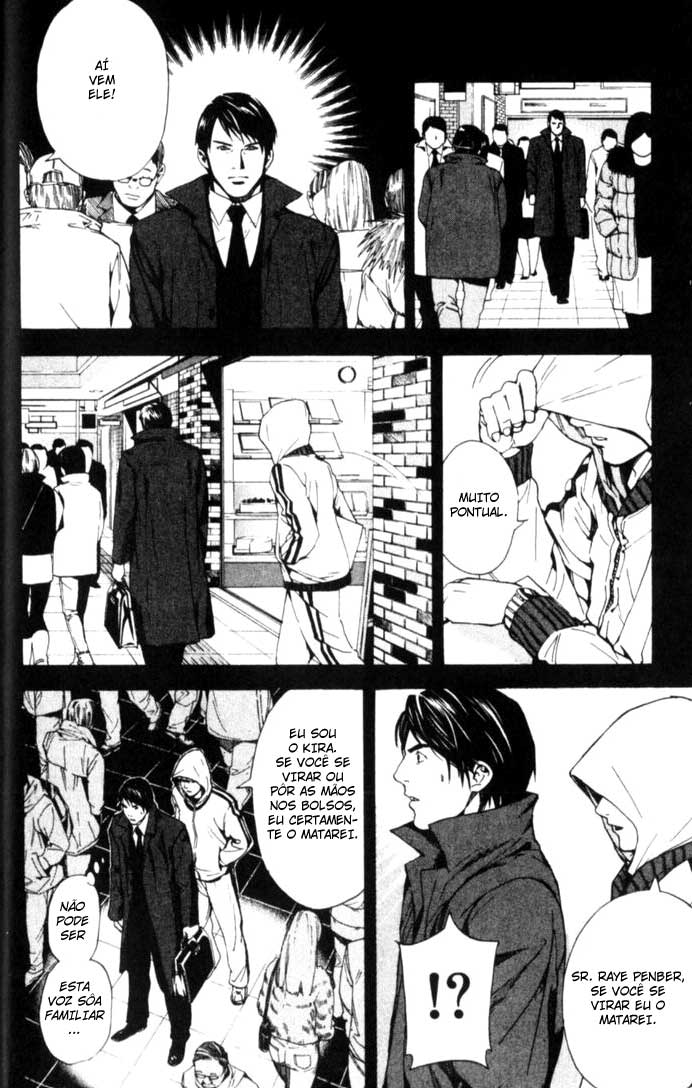 AÍ
VEM
ELE!
MUITO
PONTUAL.
SR. RAYE PENBER,
SE VOCÊ SE
VIRAR EU O
MATAREI.
!?
EU SOU
O KIRA.
SE VOCÊ SE
VIRAR OU
PÔR AS MÃOS
NOS BOLSOS,
EU CERTAMEN-
TE O MATAREI.
NÃO
PODE
SER
ESTA
VOZ SÔA
FAMILIAR
...